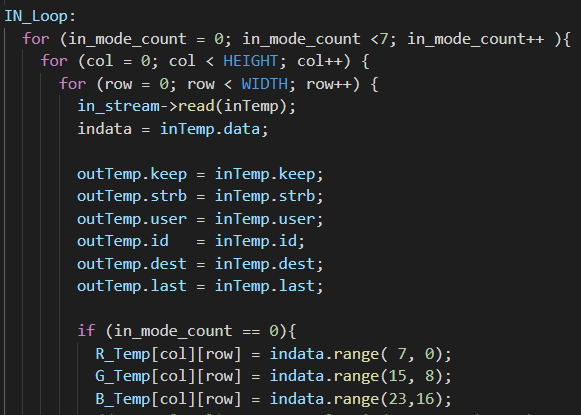 IN_Loop:
for (in_mode_count = 0; in_mode_count <7; in_mode_count++ ){
for (col = 0; col < HEIGHT; col++) {
for (row = 0; row < WIDTH; row++) {
in_stream->read(inTemp);
indata = inTemp.data;
outTemp.keep = inTemp.keep;
outTemp.strb = inTemp.strb;
outTemp.user = inTemp.user;
outTemp.id   = inTemp.id;
outTemp.dest = inTemp.dest;
outTemp.last = inTemp.last;
if (in_mode_count == 0){
R_Temp[col][row] = indata.range( 7, 0);
G_Temp[col][row] = indata.range(15, 8);
B_Temp[col][row] = indata.range(23,16);